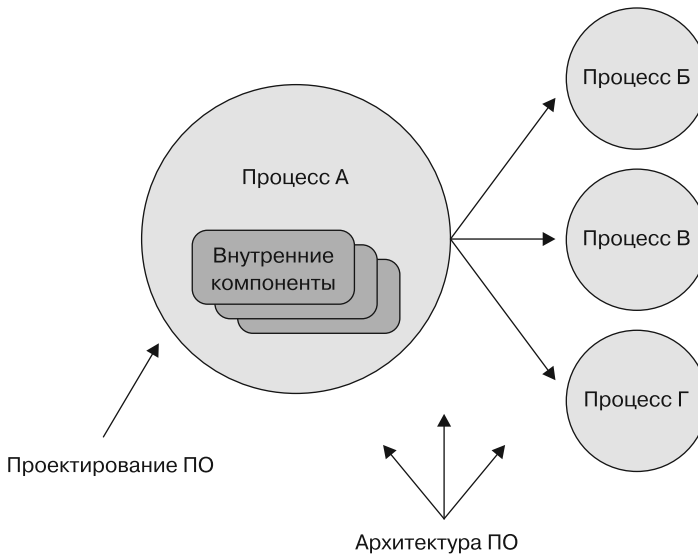 Процесс Б
Процесс А
Процесс В
Внутренние
компоненты
Процесс Г
Проектирование ПО
Архитектура ПО